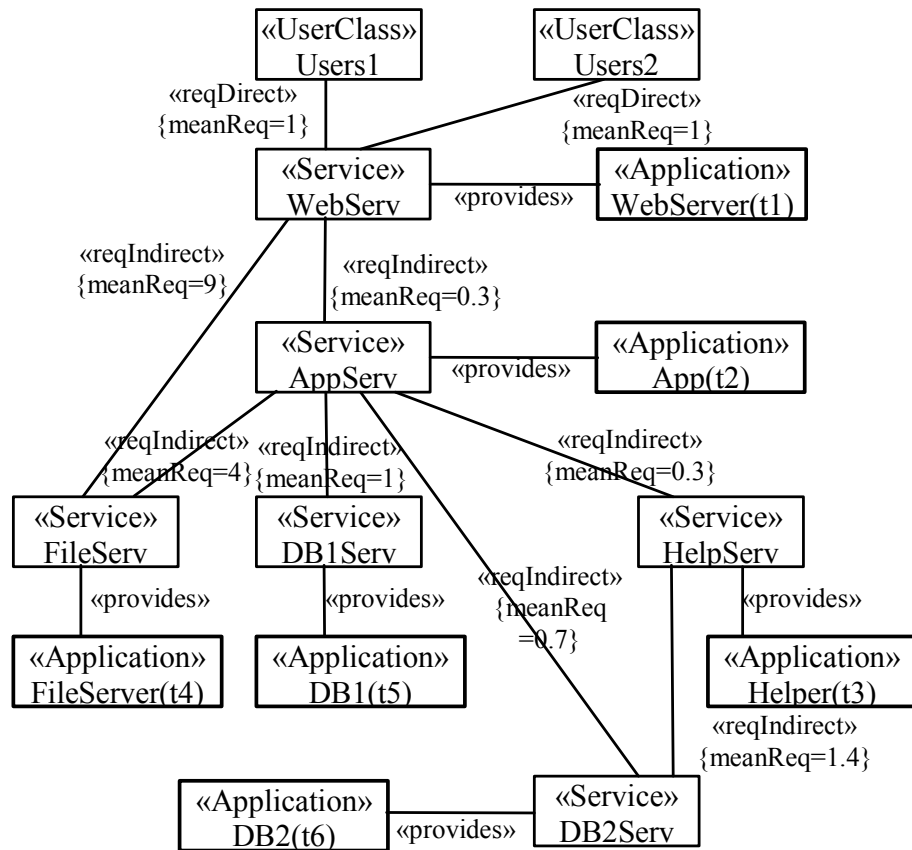 «UserClass»
Users1
«UserClass»
Users2
«reqDirect»
{meanReq=1}
«reqDirect»
{meanReq=1}
«Service»
WebServ
«provides»
«Application»
WebServer(t1)
«reqIndirect»
{meanReq=9}
«reqIndirect»
{meanReq=0.3}
«Service»
AppServ
«provides»
«Application»
App(t2)
«reqIndirect»
{meanReq=4}
«reqIndirect»
{meanReq=1}
«reqIndirect»
{meanReq=0.3}
«Service»
FileServ
«Service»
DB1Serv
«Service»
HelpServ
«reqIndirect»
{meanReq
=0.7}
«provides»
«provides»
«provides»
«Application»
FileServer(t4)
«Application»
DB1(t5)
«Application»
Helper(t3)
«reqIndirect»
{meanReq=1.4}
«Application»
DB2(t6)
«provides»
«Service»
DB2Serv